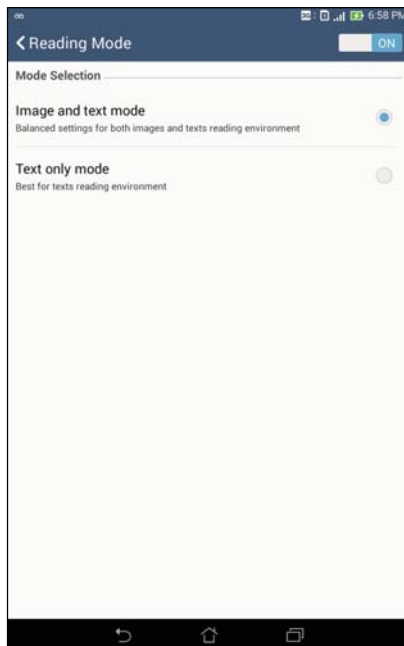 6:58 PM
Reading Mode
ON
Mode Selection
Image and text mode
Balanced settings for both images and texts reading environment
Text only mode
Best for texts reading environment